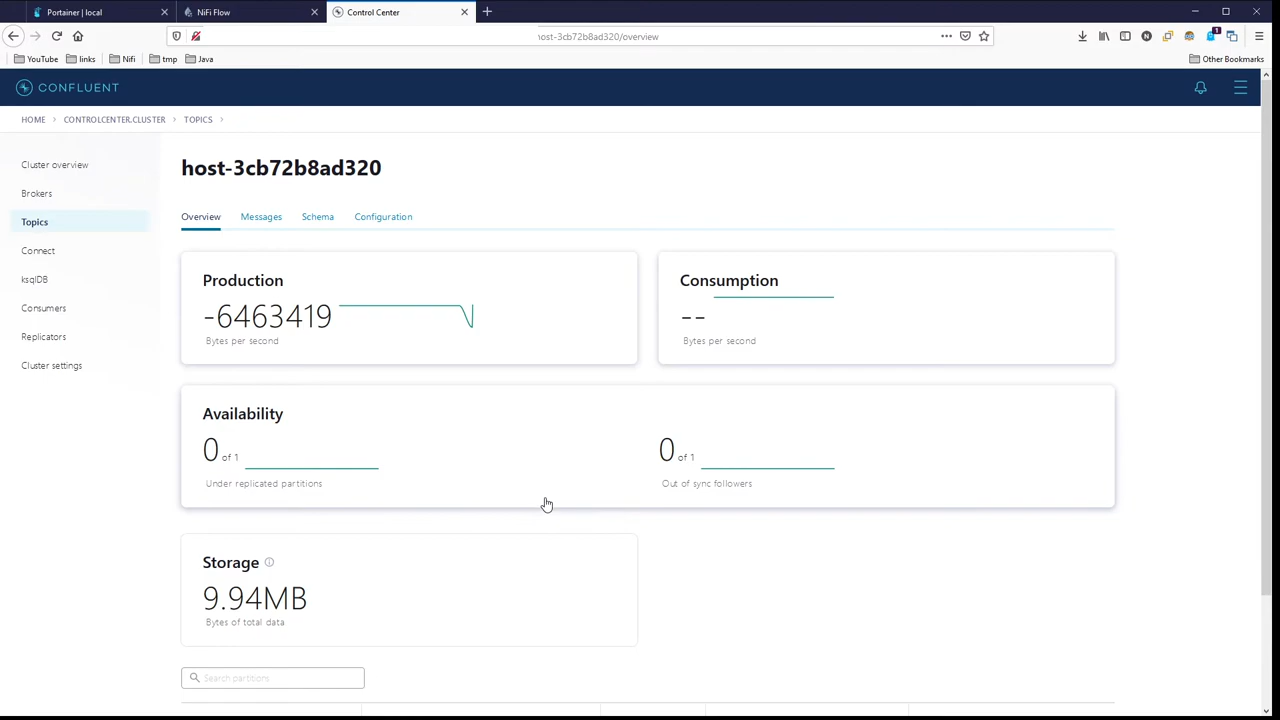 Portainer | local
NiFi Flow
Control Center
host-3cb72b8ad320/overview
YouTube links Nifi tmp Java Other Bookmarks
CONFLUENT
HOME > CONTROLCENTER.CLUSTER > TOPICS >
Cluster overview
Brokers
Topics
Connect
ksqlDB
Consumers
Replicators
Cluster settings
host-3cb72b8ad320
Overview Messages Schema Configuration
Production
-6463419
Bytes per second
Consumption
--
Bytes per second
Availability
0 of 1
Under replicated partitions
0 of 1
Out of sync followers
Storage
9.94MB
Bytes of total data
Search partitions